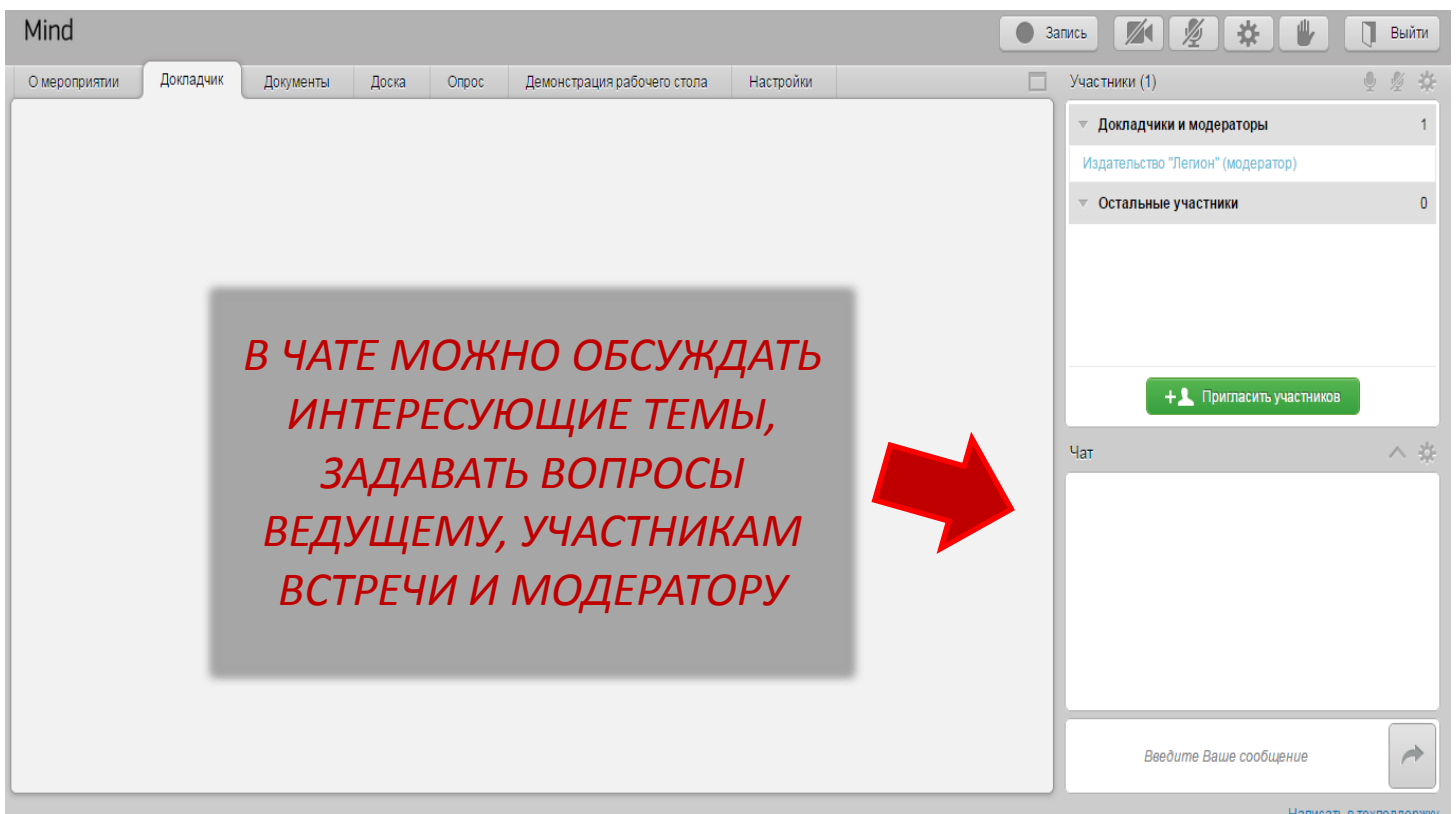 Mind
Запись
Выйти
О мероприятии
Докладчик
Документы
Доска
Опрос
Демонстрация рабочего стола
Настройки
Участники (1)
Докладчики и модераторы 1
Издательство "Легион" (модератор)
Остальные участники 0
В ЧАТЕ МОЖНО ОБСУЖДАТЬ
ИНТЕРЕСУЮЩИЕ ТЕМЫ,
ЗАДАВАТЬ ВОПРОСЫ
ВЕДУЩЕМУ, УЧАСТНИКАМ
ВСТРЕЧИ И МОДЕРАТОРУ
Пригласить участников
Чат
Введите Ваше сообщение
Написать в техподдержку